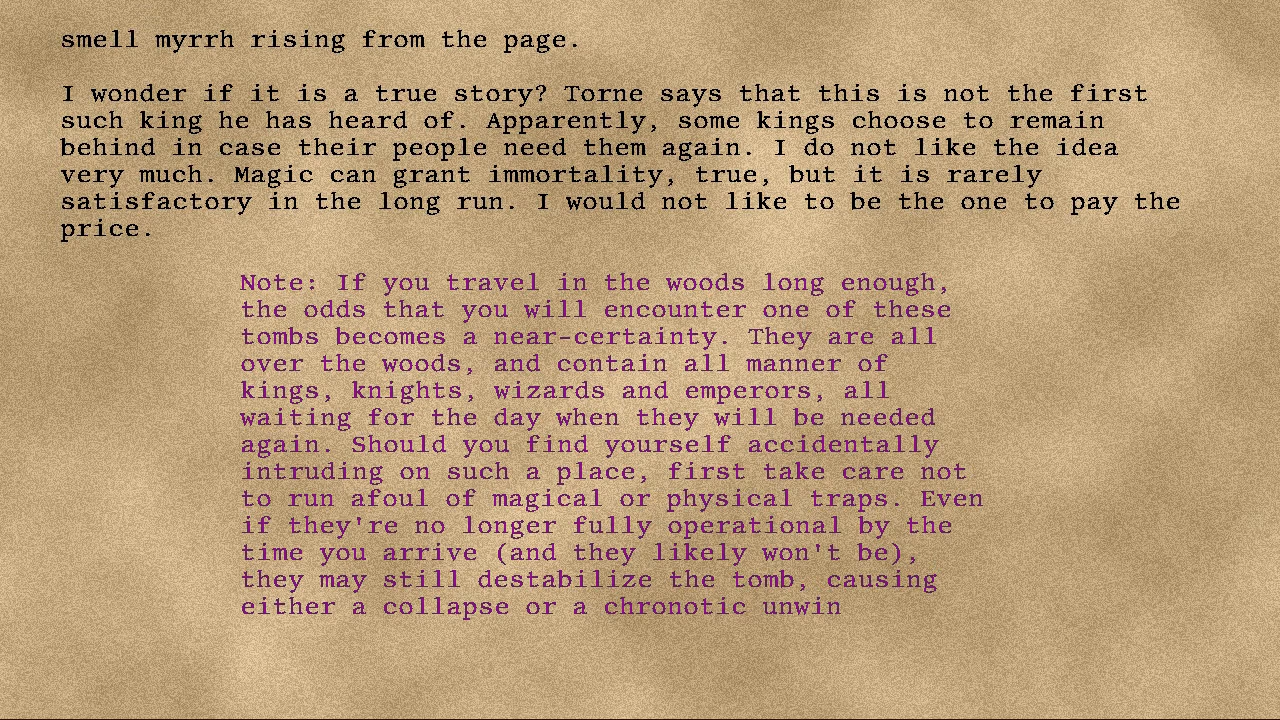 smell myrrh rising from the page.
I wonder if it is a true story? Torne says that this is not the first
such king he has heard of. Apparently, some kings choose to remain
behind in case their people need them again. I do not like the idea
very much. Magic can grant immortality, true, but it is rarely
satisfactory in the long run. I would not like to be the one to pay the
price.
Note: If you travel in the woods long enough,
the odds that you will encounter one of these
tombs becomes a near-certainty. They are all
over the woods, and contain all manner of
kings, knights, wizards and emperors, all
waiting for the day when they will be needed
again. Should you find yourself accidentally
intruding on such a place, first take care not
to run afoul of magical or physical traps. Even
if they're no longer fully operational by the
time you arrive (and they likely won't be),
they may still destabilize the tomb, causing
either a collapse or a chronotic unwin